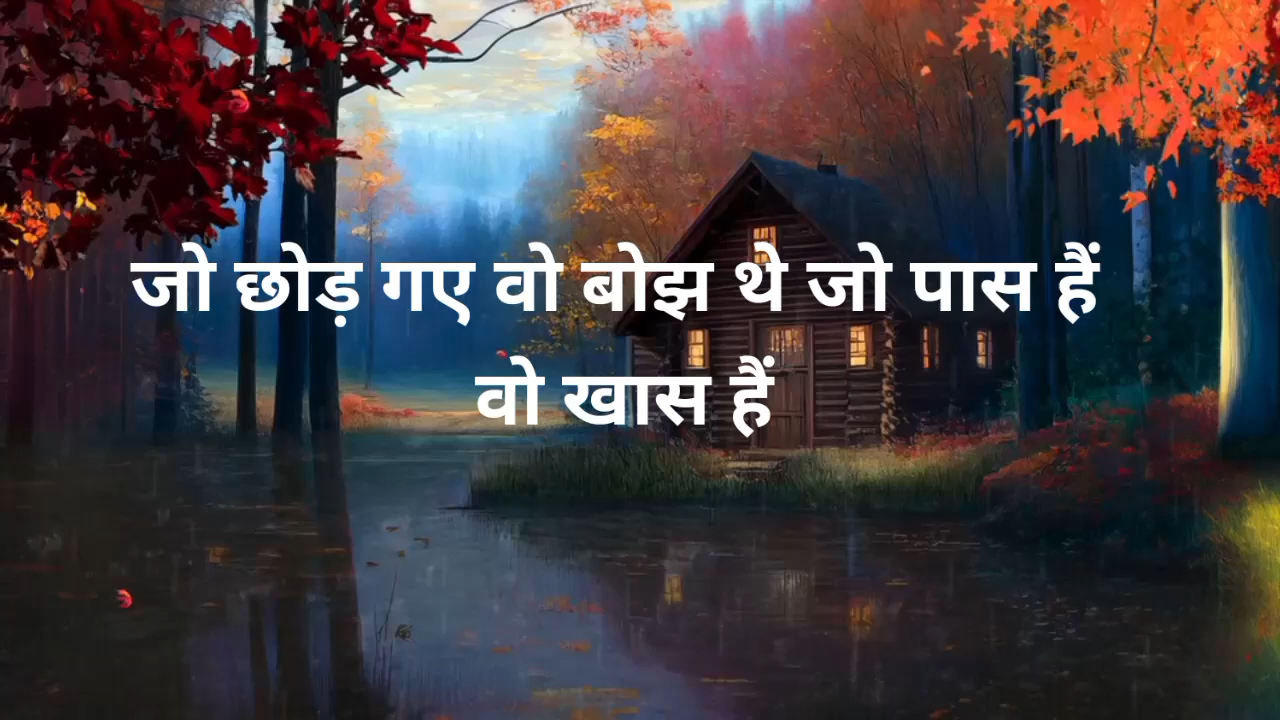 जो छोड़ गए वो बोझ थे जो पास हैं
वो खास हैं